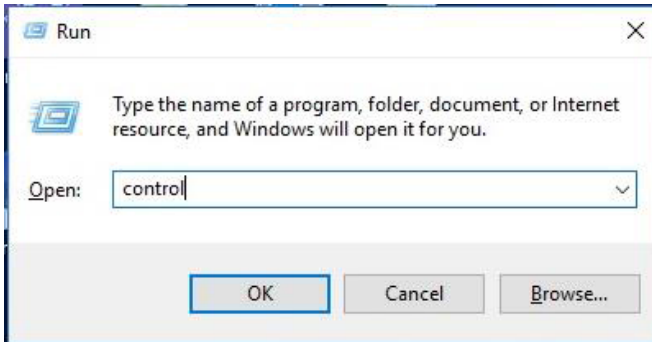 Run
Type the name of a program, folder, document, or Internet
resource, and Windows will open it for you.
Open: control
OK Cancel Browse...